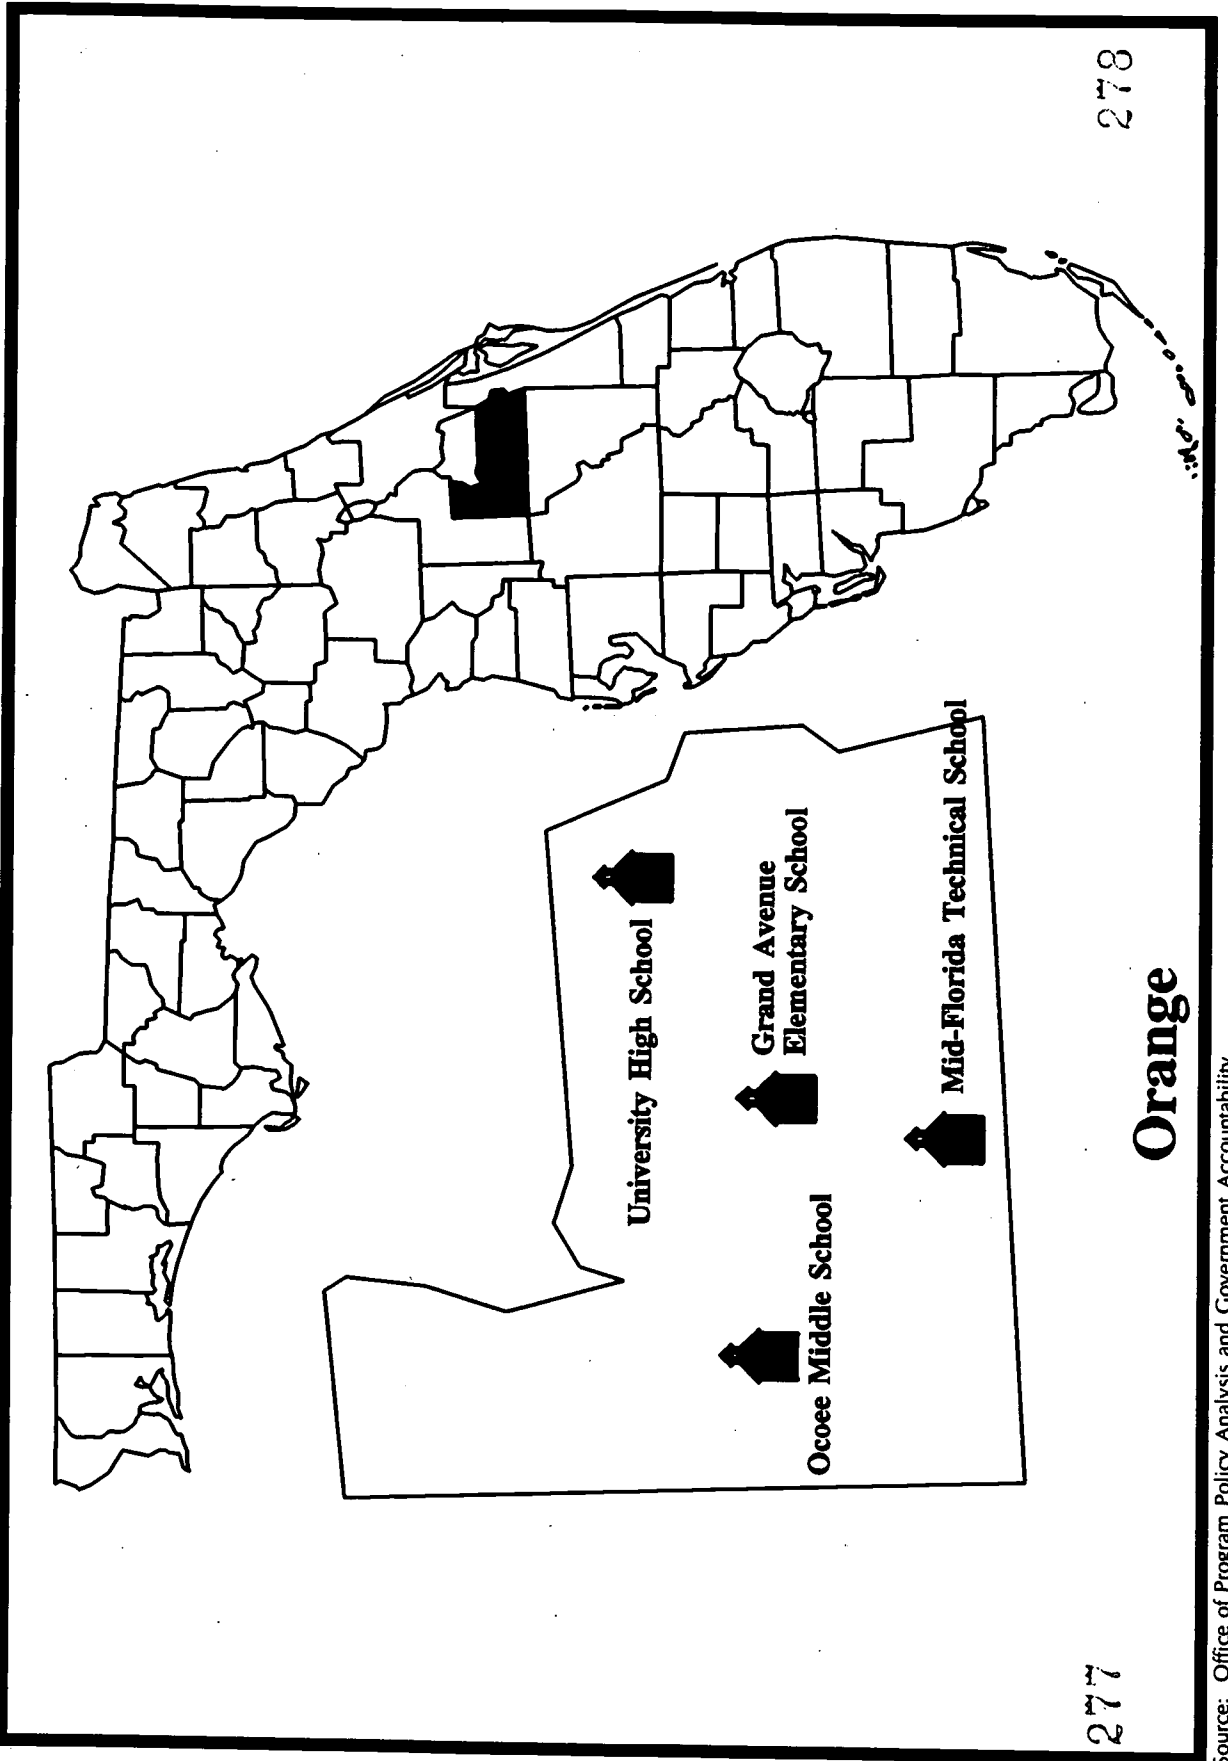 University High School
Grand Avenue
Elementary School
Ocoee Middle School
Mid-Florida Technical School
Orange
277
278
Source: Office of Program Policy Analysis and Government Accountability